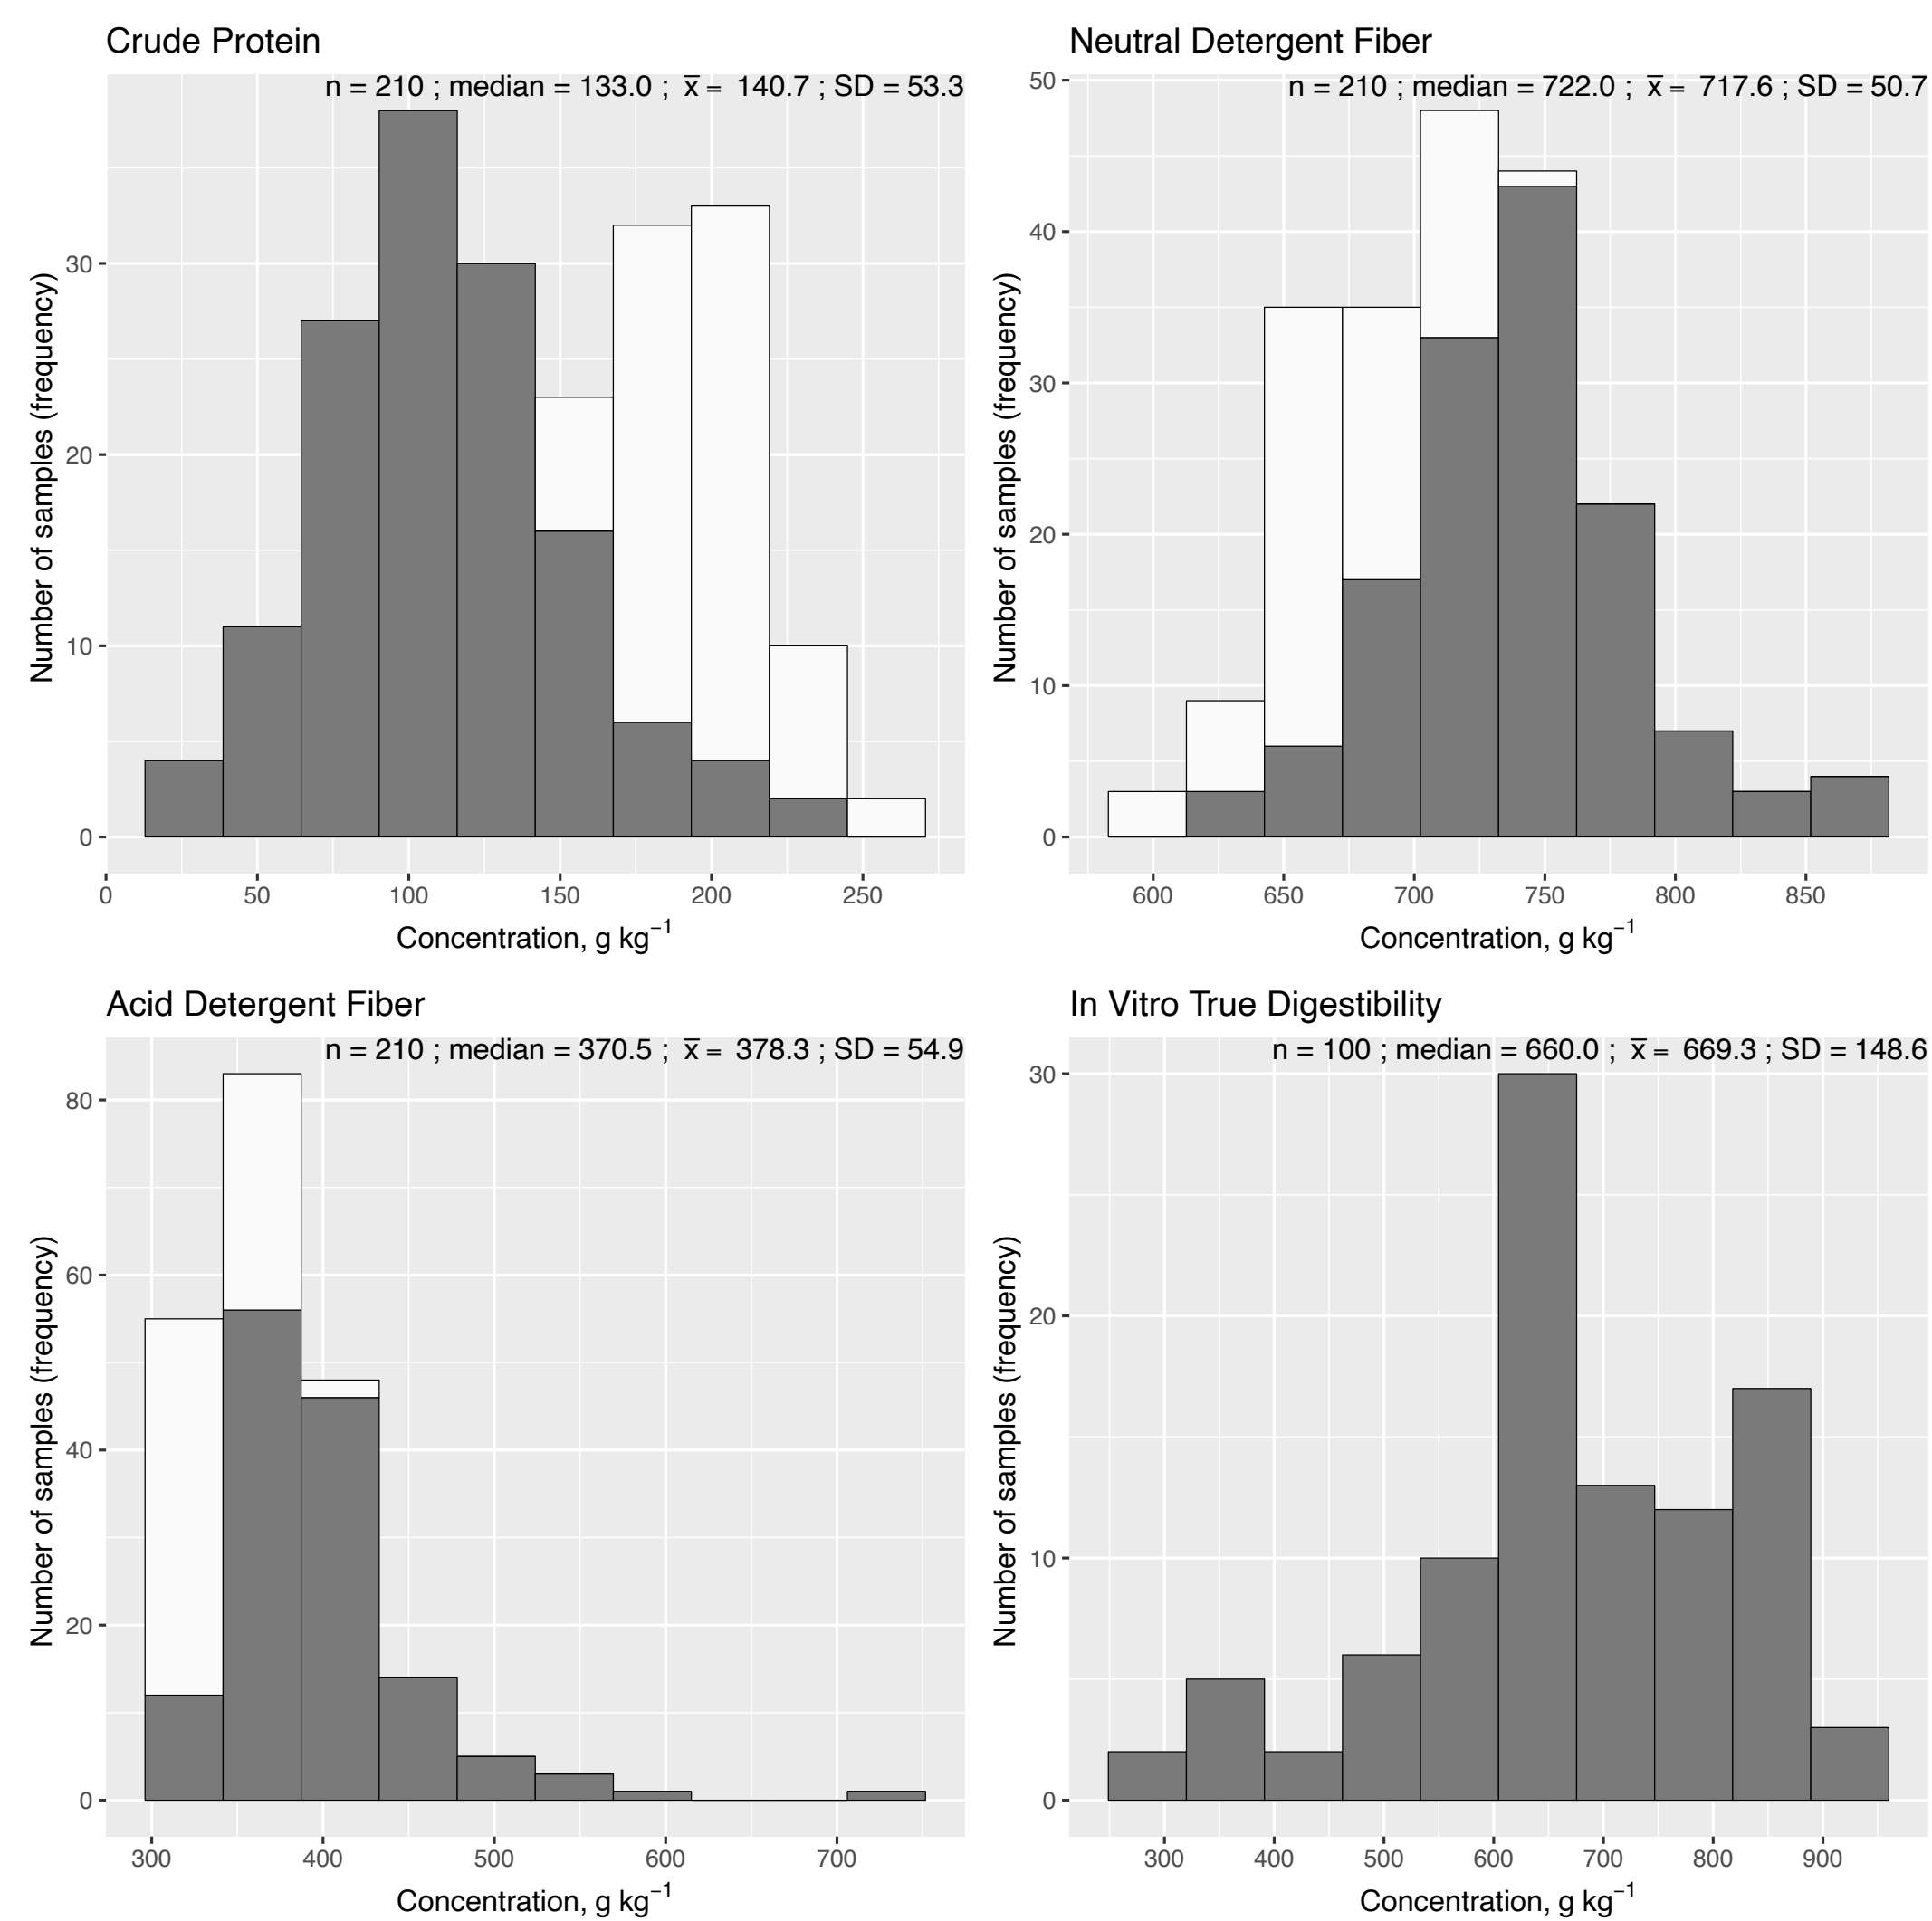 Crude Protein
n = 210 ; median = 133.0 ; x̅ = 140.7 ; SD = 53.3
Number of samples (frequency)
30
20
10
0
0 50 100 150 200 250
Concentration, g kg⁻¹
Neutral Detergent Fiber
n = 210 ; median = 722.0 ; x̅ = 717.6 ; SD = 50.7
Number of samples (frequency)
50
40
30
20
10
0
600 650 700 750 800 850
Concentration, g kg⁻¹
Acid Detergent Fiber
n = 210 ; median = 370.5 ; x̅ = 378.3 ; SD = 54.9
Number of samples (frequency)
80
60
40
20
0
300 400 500 600 700
Concentration, g kg⁻¹
In Vitro True Digestibility
n = 100 ; median = 660.0 ; x̅ = 669.3 ; SD = 148.6
Number of samples (frequency)
30
20
10
0
300 400 500 600 700 800 900
Concentration, g kg⁻¹